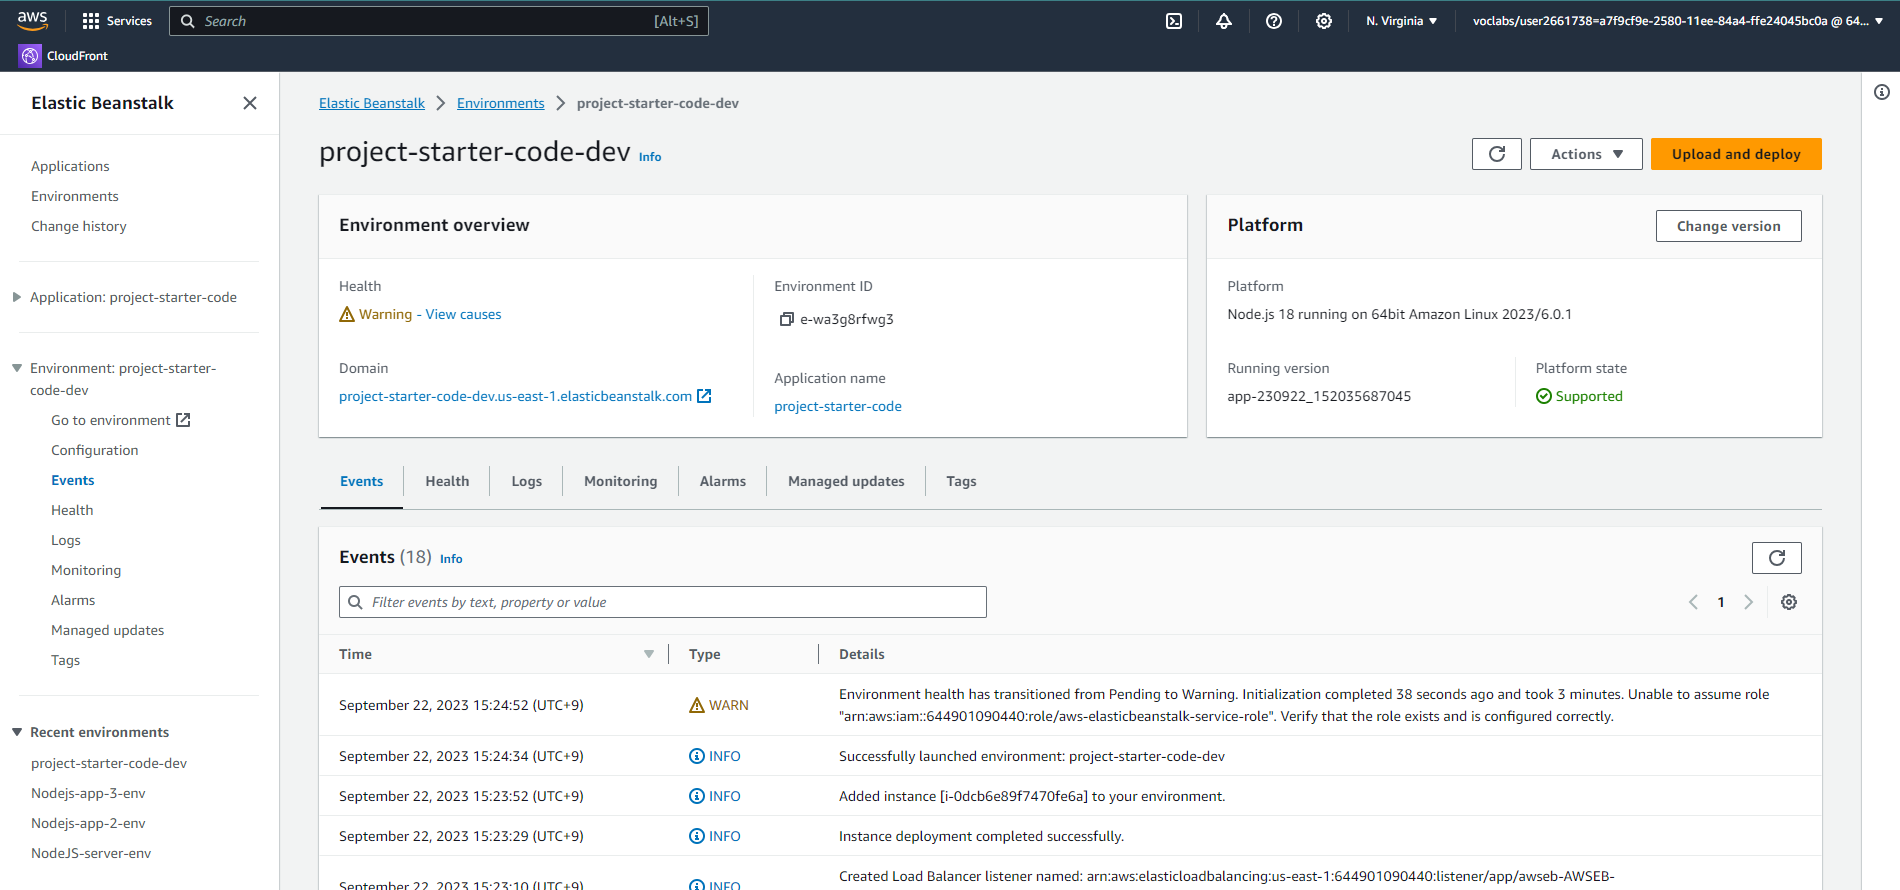 aws
Services
Search
[Alt+S]
N. Virginia
voclabs/user2661738=a7f9cf9e-2580-11ee-84a4-ffe24045bc0a @ 64...
CloudFront
Elastic Beanstalk
Applications
Environments
Change history
Application: project-starter-code
Environment: project-starter-
code-dev
Go to environment
Configuration
Events
Health
Logs
Monitoring
Alarms
Managed updates
Tags
Recent environments
project-starter-code-dev
Nodejs-app-3-env
Nodejs-app-2-env
NodeJS-server-env
Elastic Beanstalk
Environments
project-starter-code-dev
project-starter-code-dev Info
Actions
Upload and deploy
Environment overview
Health
Warning - View causes
Domain
project-starter-code-dev.us-east-1.elasticbeanstalk.com
Environment ID
e-wa3g8rfwg3
Application name
project-starter-code
Platform
Change version
Platform
Node.js 18 running on 64bit Amazon Linux 2023/6.0.1
Running version
app-230922_152035687045
Platform state
Supported
Events
Health
Logs
Monitoring
Alarms
Managed updates
Tags
Events (18) Info
Filter events by text, property or value
1
Time
Type
Details
September 22, 2023 15:24:52 (UTC+9)
WARN
Environment health has transitioned from Pending to Warning. Initialization completed 38 seconds ago and took 3 minutes. Unable to assume role
"arn:aws:iam::644901090440:role/aws-elasticbeanstalk-service-role". Verify that the role exists and is configured correctly.
September 22, 2023 15:24:34 (UTC+9)
INFO
Successfully launched environment: project-starter-code-dev
September 22, 2023 15:23:52 (UTC+9)
INFO
Added instance [i-0dcb6e89f7470fe6a] to your environment.
September 22, 2023 15:23:29 (UTC+9)
INFO
Instance deployment completed successfully.
September 22, 2023 15:23:10 (UTC+9)
INFO
Created Load Balancer listener named: arn:aws:elasticloadbalancing:us-east-1:644901090440:listener/app/awseb-AWSEB-